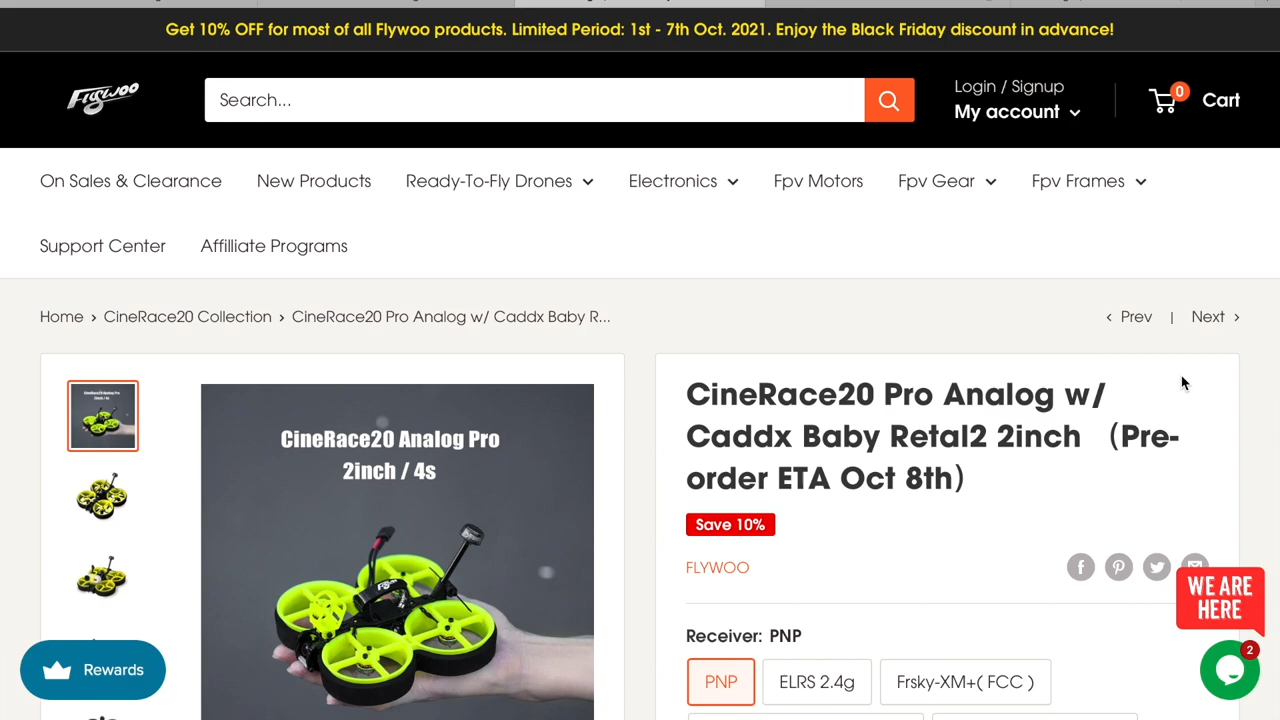 Get 10% OFF for most of all Flywoo products. Limited Period: 1st - 7th Oct. 2021. Enjoy the Black Friday discount in advance!
Flywoo
Search...
Login / Signup
My account
0
Cart
On Sales & Clearance
New Products
Ready-To-Fly Drones
Electronics
Fpv Motors
Fpv Gear
Fpv Frames
Support Center
Affilliate Programs
Home › CineRace20 Collection › CineRace20 Pro Analog w/ Caddx Baby R...
‹ Prev | Next ›
CineRace20 Analog Pro
2inch / 4s
CineRace20 Pro Analog w/
Caddx Baby Retal2 2inch （Pre-
order ETA Oct 8th）
Save 10%
FLYWOO
WE ARE
HERE
Receiver: PNP
PNP
ELRS 2.4g
Frsky-XM+( FCC )
2
Rewards